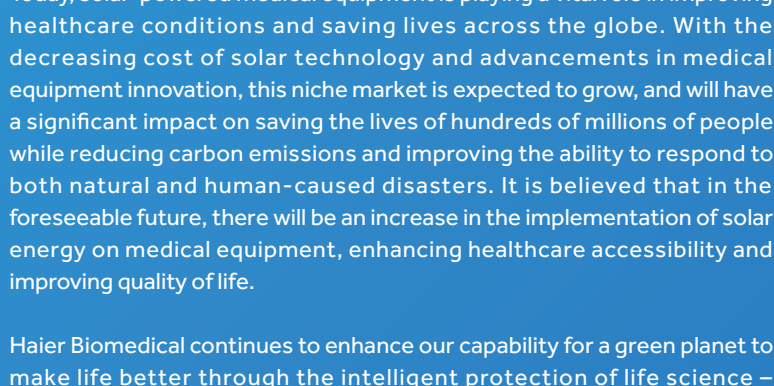 Today, solar-powered medical equipment is playing a vital role in improving
healthcare conditions and saving lives across the globe. With the
decreasing cost of solar technology and advancements in medical
equipment innovation, this niche market is expected to grow, and will have
a significant impact on saving the lives of hundreds of millions of people
while reducing carbon emissions and improving the ability to respond to
both natural and human-caused disasters. It is believed that in the
foreseeable future, there will be an increase in the implementation of solar
energy on medical equipment, enhancing healthcare accessibility and
improving quality of life.
Haier Biomedical continues to enhance our capability for a green planet to
make life better through the intelligent protection of life science –